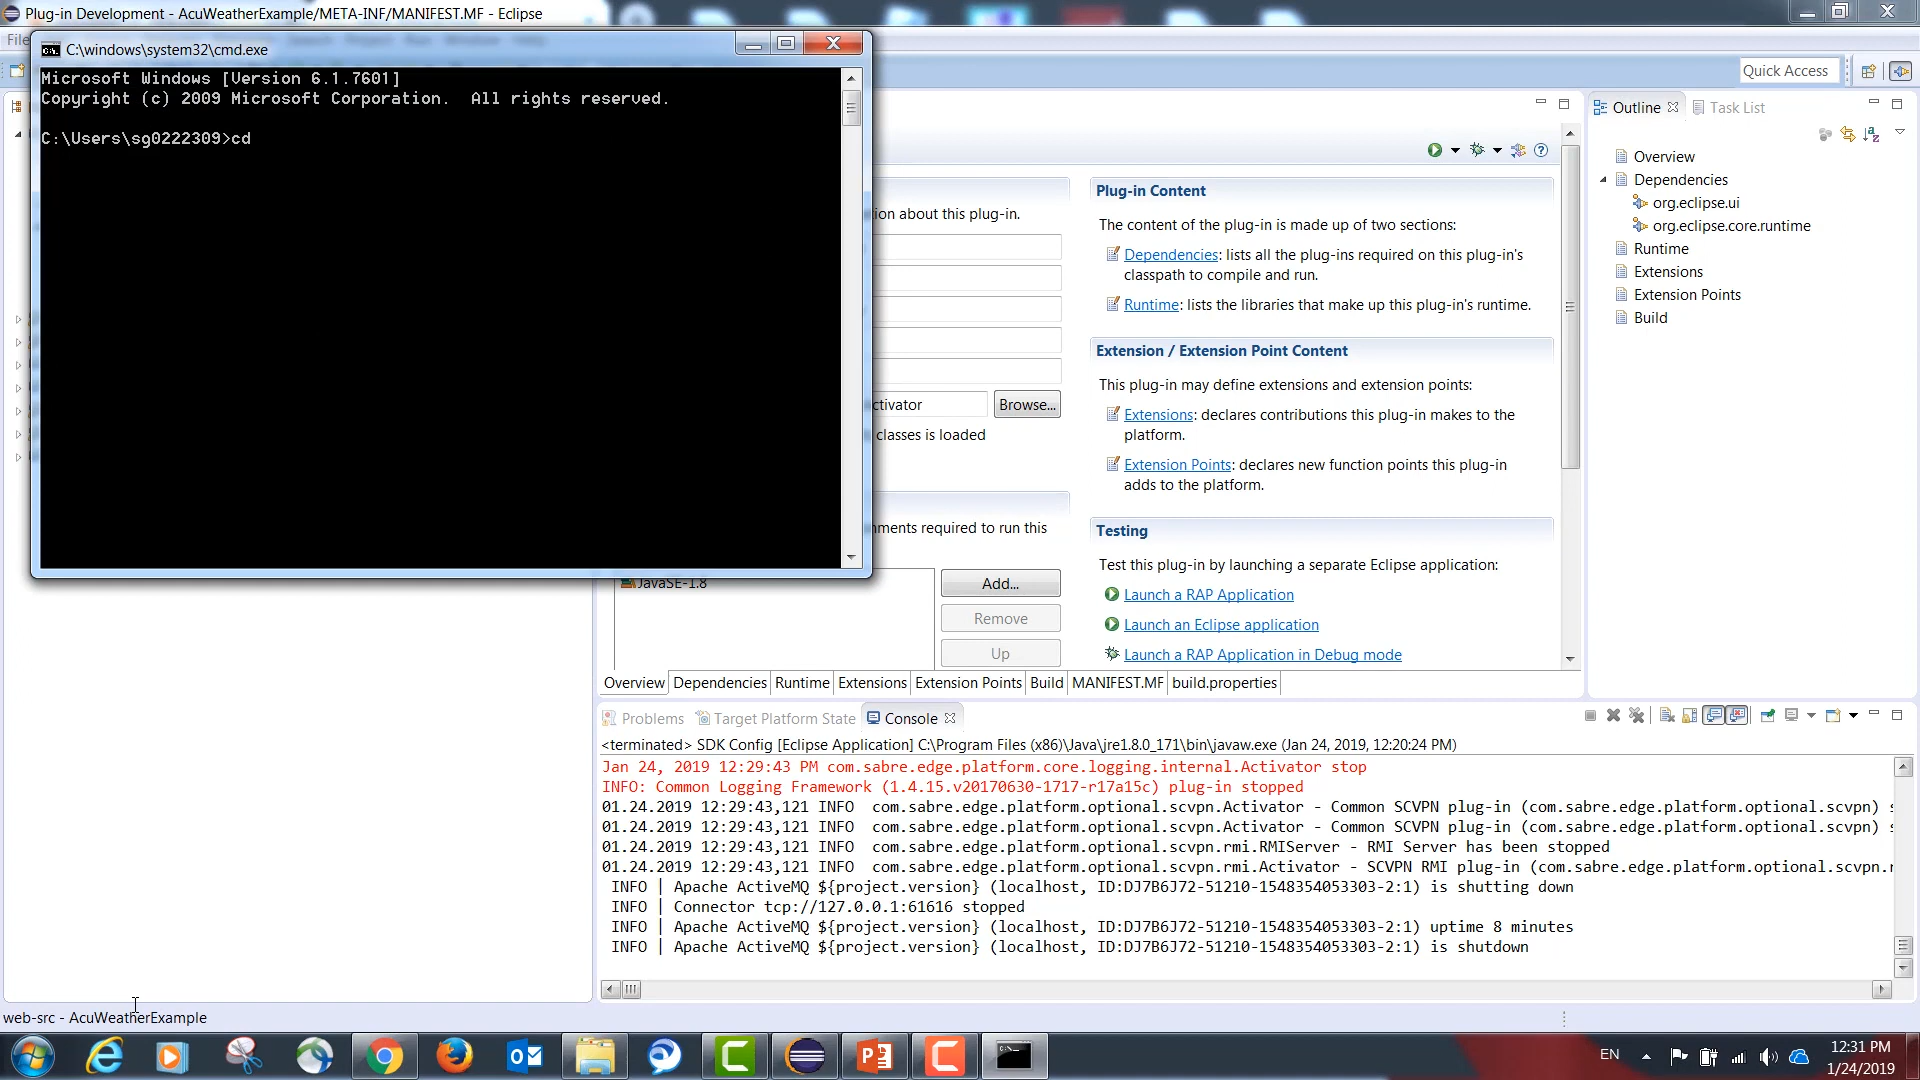 Plug-in Development - AcuWeatherExample/META-INF/MANIFEST.MF - Eclipse
File
C:\windows\system32\cmd.exe
Microsoft Windows [Version 6.1.7601]
Copyright (c) 2009 Microsoft Corporation.  All rights reserved.
C:\Users\sg0222309>cd
Quick Access
ion about this plug-in.
ctivator
Browse...
classes is loaded
nments required to run this
JavaSE-1.8
Add...
Remove
Up
Plug-in Content
The content of the plug-in is made up of two sections:
Dependencies: lists all the plug-ins required on this plug-in's
classpath to compile and run.
Runtime: lists the libraries that make up this plug-in's runtime.
Extension / Extension Point Content
This plug-in may define extensions and extension points:
Extensions: declares contributions this plug-in makes to the
platform.
Extension Points: declares new function points this plug-in
adds to the platform.
Testing
Test this plug-in by launching a separate Eclipse application:
Launch a RAP Application
Launch an Eclipse application
Launch a RAP Application in Debug mode
Overview Dependencies Runtime Extensions Extension Points Build MANIFEST.MF build.properties
Outline Task List
Overview
Dependencies
org.eclipse.ui
org.eclipse.core.runtime
Runtime
Extensions
Extension Points
Build
Problems Target Platform State Console
<terminated> SDK Config [Eclipse Application] C:\Program Files (x86)\Java\jre1.8.0_171\bin\javaw.exe (Jan 24, 2019, 12:20:24 PM)
Jan 24, 2019 12:29:43 PM com.sabre.edge.platform.core.logging.internal.Activator stop
INFO: Common Logging Framework (1.4.15.v20170630-1717-r17a15c) plug-in stopped
01.24.2019 12:29:43,121 INFO  com.sabre.edge.platform.optional.scvpn.Activator - Common SCVPN plug-in (com.sabre.edge.platform.optional.scvpn) s
01.24.2019 12:29:43,121 INFO  com.sabre.edge.platform.optional.scvpn.Activator - Common SCVPN plug-in (com.sabre.edge.platform.optional.scvpn) s
01.24.2019 12:29:43,121 INFO  com.sabre.edge.platform.optional.scvpn.rmi.RMIServer - RMI Server has been stopped
01.24.2019 12:29:43,121 INFO  com.sabre.edge.platform.optional.scvpn.rmi.Activator - SCVPN RMI plug-in (com.sabre.edge.platform.optional.scvpn.r
INFO | Apache ActiveMQ ${project.version} (localhost, ID:DJ7B6J72-51210-1548354053303-2:1) is shutting down
INFO | Connector tcp://127.0.0.1:61616 stopped
INFO | Apache ActiveMQ ${project.version} (localhost, ID:DJ7B6J72-51210-1548354053303-2:1) uptime 8 minutes
INFO | Apache ActiveMQ ${project.version} (localhost, ID:DJ7B6J72-51210-1548354053303-2:1) is shutdown
web-src - AcuWeatherExample
EN
12:31 PM
1/24/2019